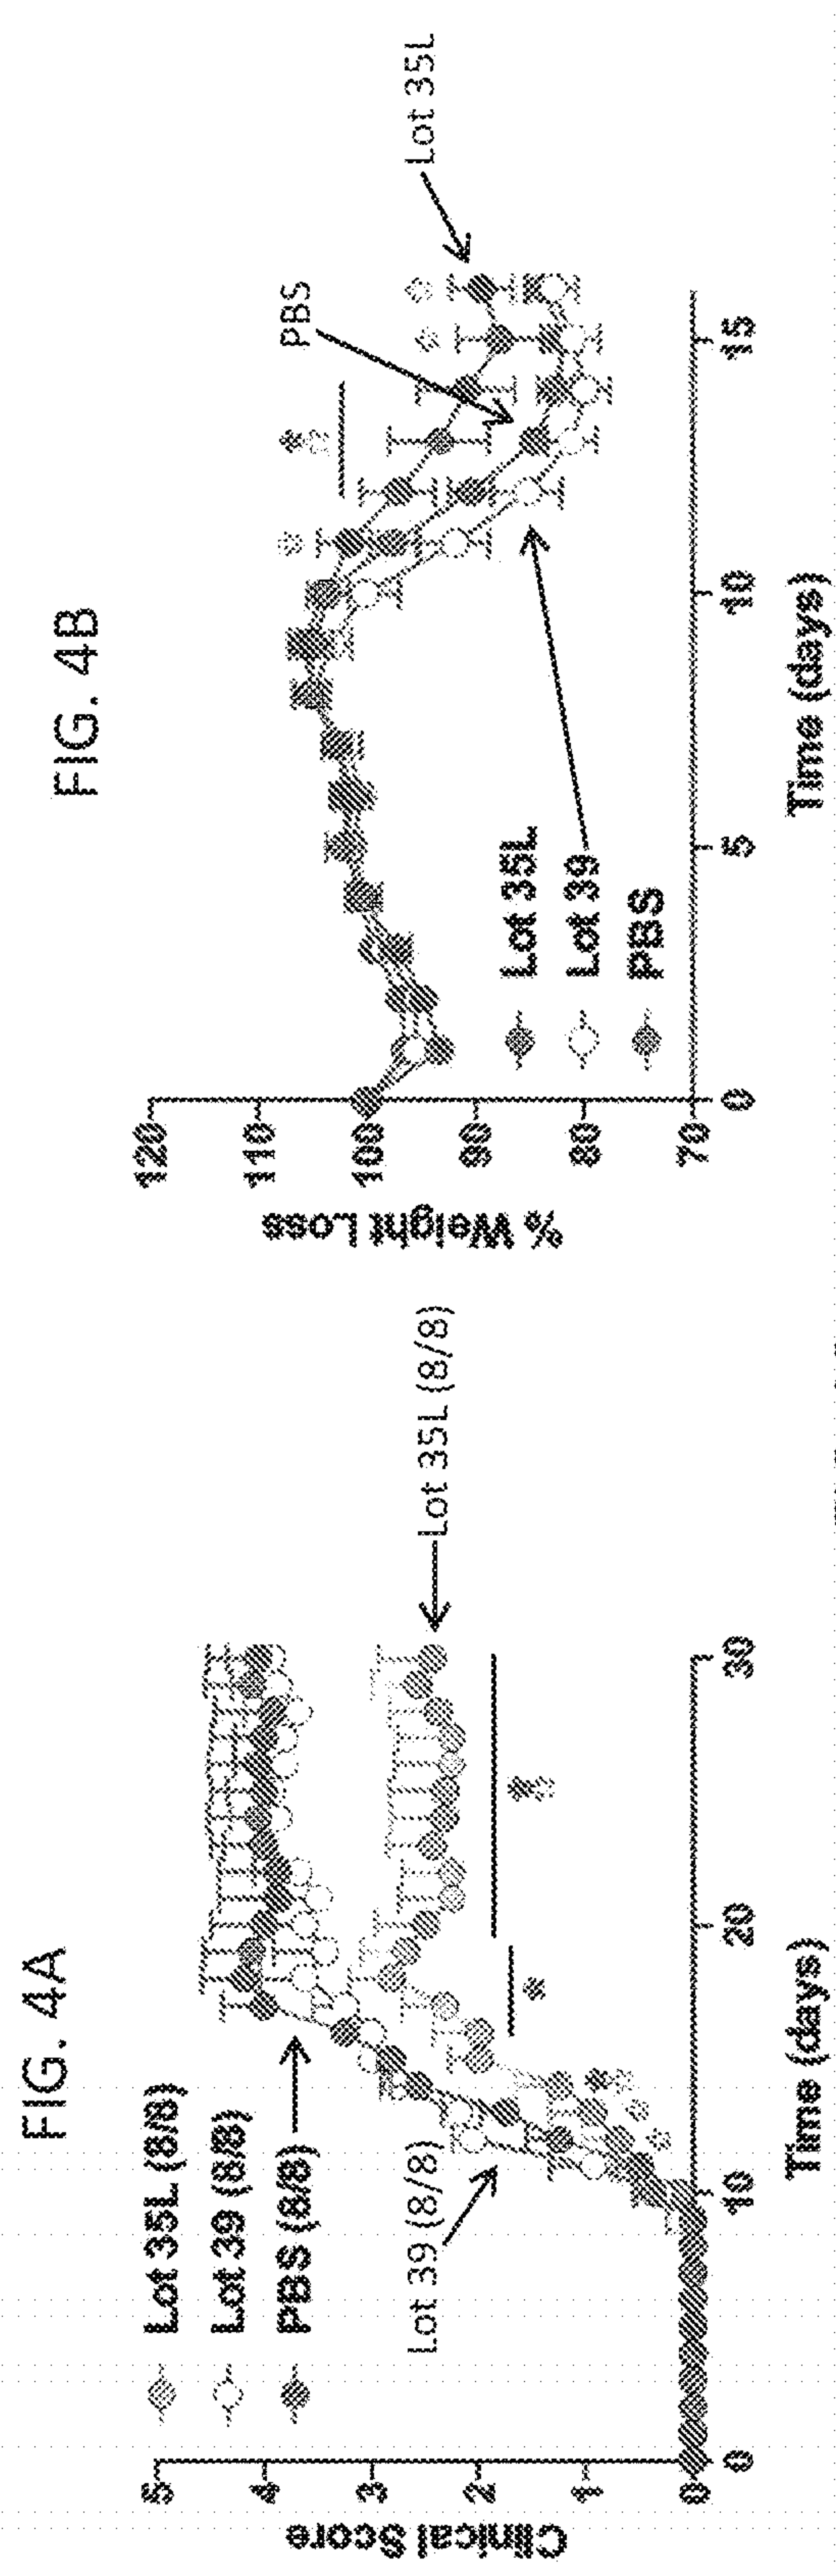 FIG. 4A
Lot 35L (8/8)
Lot 39 (8/8)
PBS (8/8)
Lot 39 (8/8)
Lot 35L (8/8)
*
**
Clinical Score
5
4
3
2
1
0
0
10
20
30
Time (days)
FIG. 4B
PBS
Lot 35L
Lot 35L
Lot 39
PBS
% Weight Loss
120
110
100
90
80
70
0
5
10
15
Time (days)